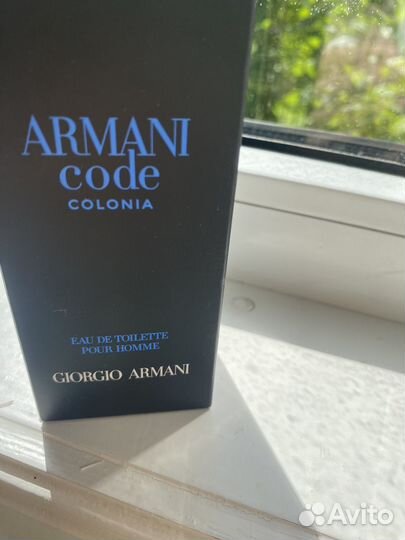 ARMANI
code
COLONIA
EAU DE TOILETTE
POUR HOMME
GIORGIO ARMANI
Avito